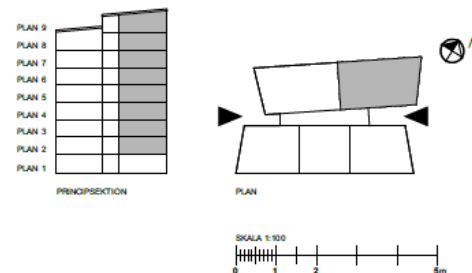 PLAN 9
PLAN 8
PLAN 7
PLAN 6
PLAN 5
PLAN 4
PLAN 3
PLAN 2
PLAN 1
PRINCIPSEKTION
PLAN
SKALA 1:100
0 1 2 5m